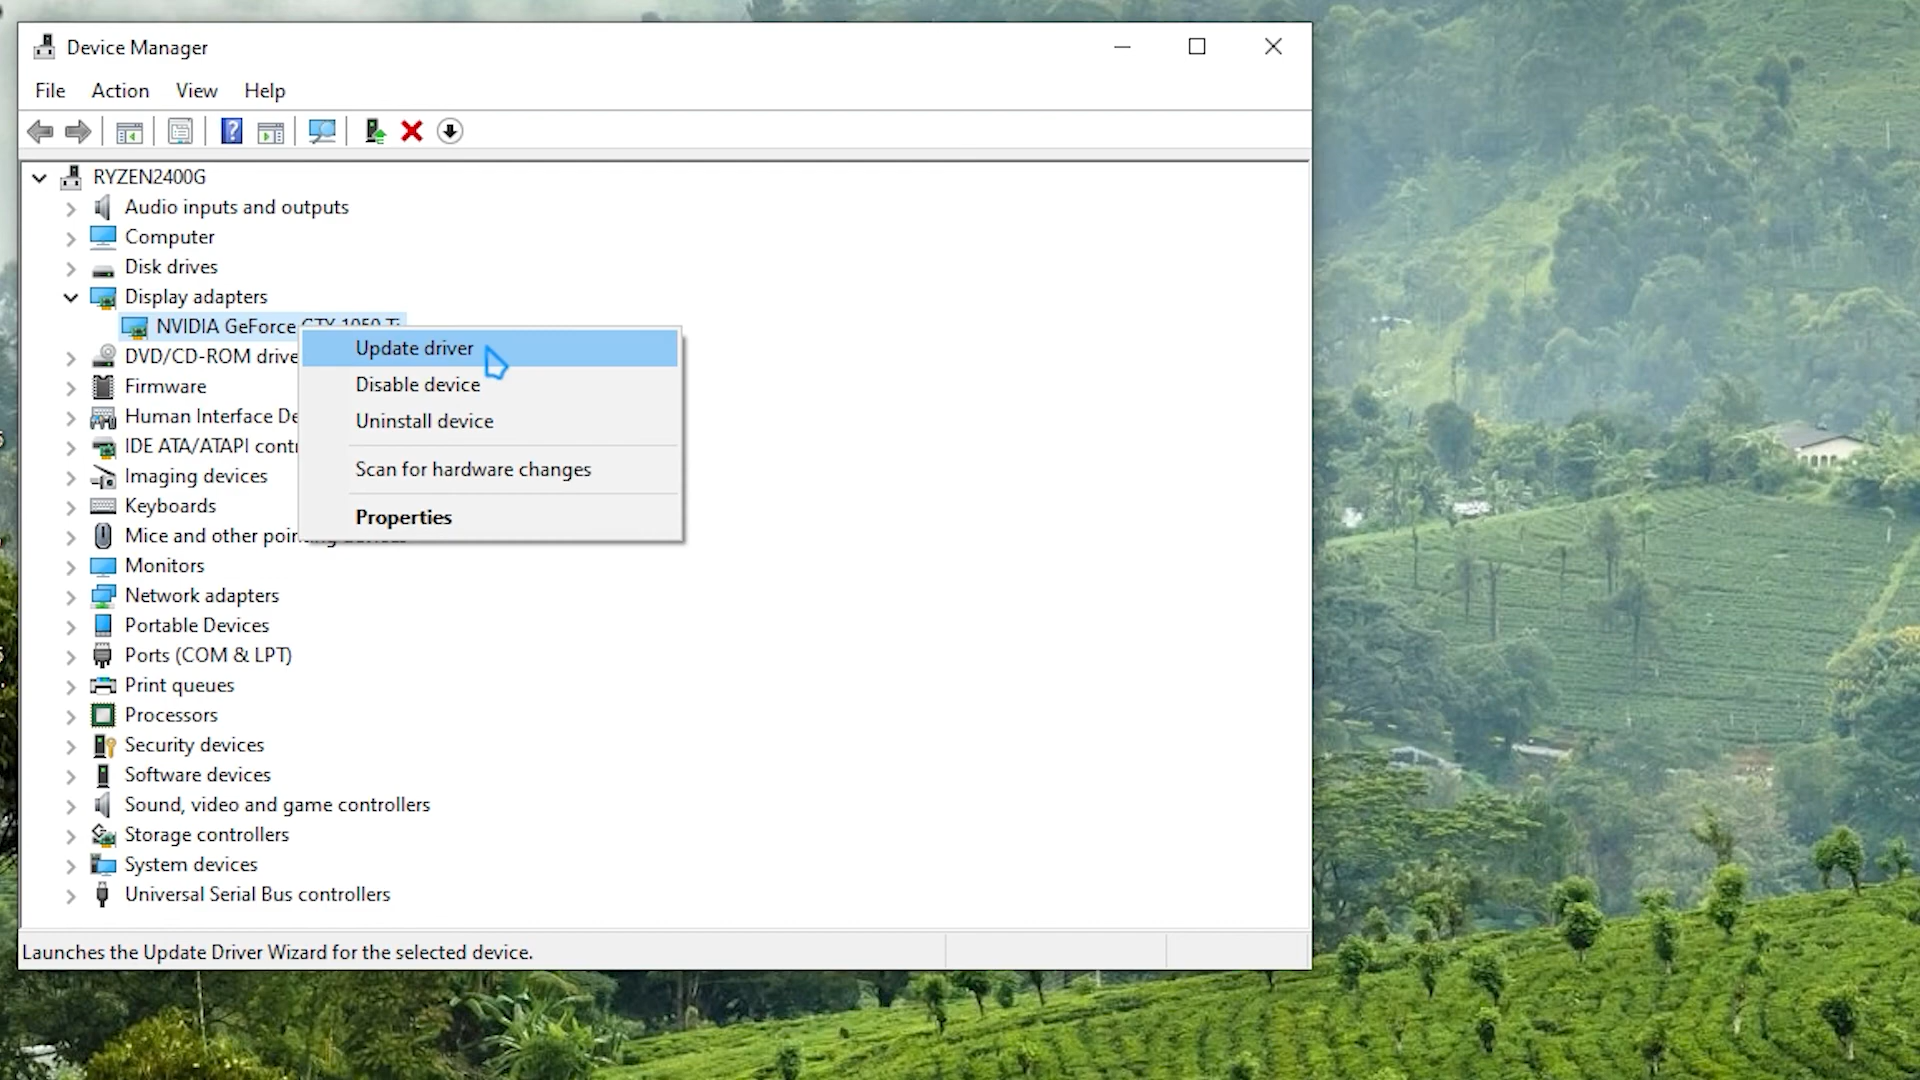 Device Manager
File Action View Help
RYZEN2400G
Audio inputs and outputs
Computer
Disk drives
Display adapters
NVIDIA GeForce GTX 1050 Ti
Update driver
DVD/CD-ROM drive
Disable device
Firmware
Human Interface De
Uninstall device
IDE ATA/ATAPI contr
Scan for hardware changes
Imaging devices
Keyboards
Properties
Mice and other pointing devices
Monitors
Network adapters
Portable Devices
Ports (COM & LPT)
Print queues
Processors
Security devices
Software devices
Sound, video and game controllers
Storage controllers
System devices
Universal Serial Bus controllers
Launches the Update Driver Wizard for the selected device.